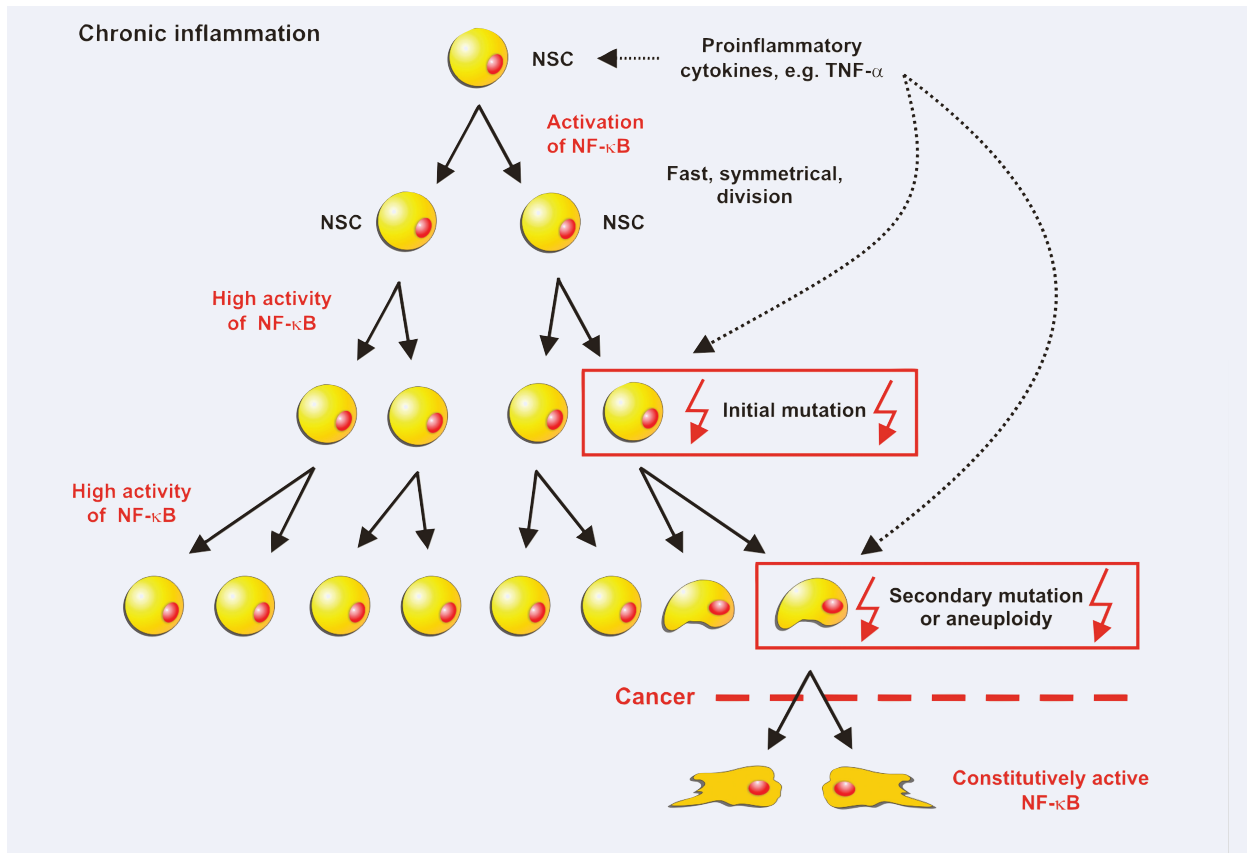 Chronic inflammation
NSC
Proinflammatory
cytokines, e.g. TNF-α
Activation
of NF-κB
Fast, symmetrical,
division
NSC
NSC
High activity
of NF-κB
Initial mutation
High activity
of NF-κB
Secondary mutation
or aneuploidy
Cancer
Constitutively active
NF-κB